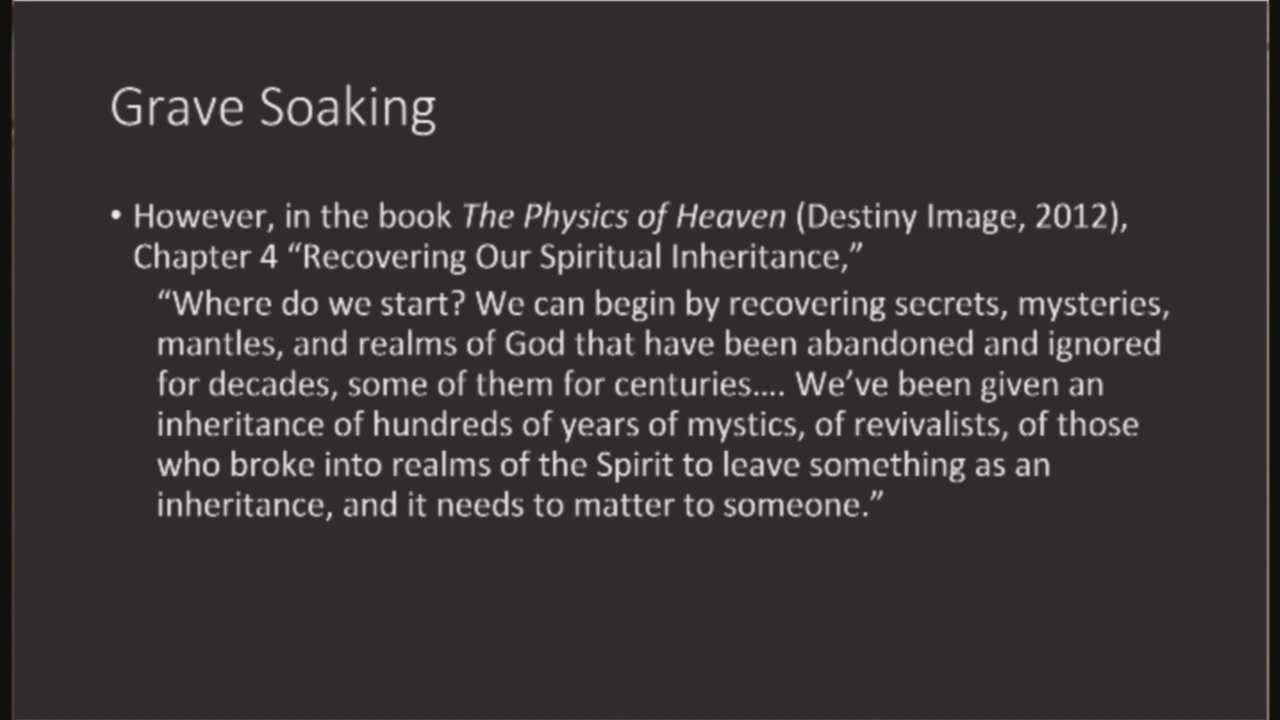 Grave Soaking
• However, in the book The Physics of Heaven (Destiny Image, 2012),
Chapter 4 “Recovering Our Spiritual Inheritance,”
“Where do we start? We can begin by recovering secrets, mysteries,
mantles, and realms of God that have been abandoned and ignored
for decades, some of them for centuries.... We’ve been given an
inheritance of hundreds of years of mystics, of revivalists, of those
who broke into realms of the Spirit to leave something as an
inheritance, and it needs to matter to someone.”